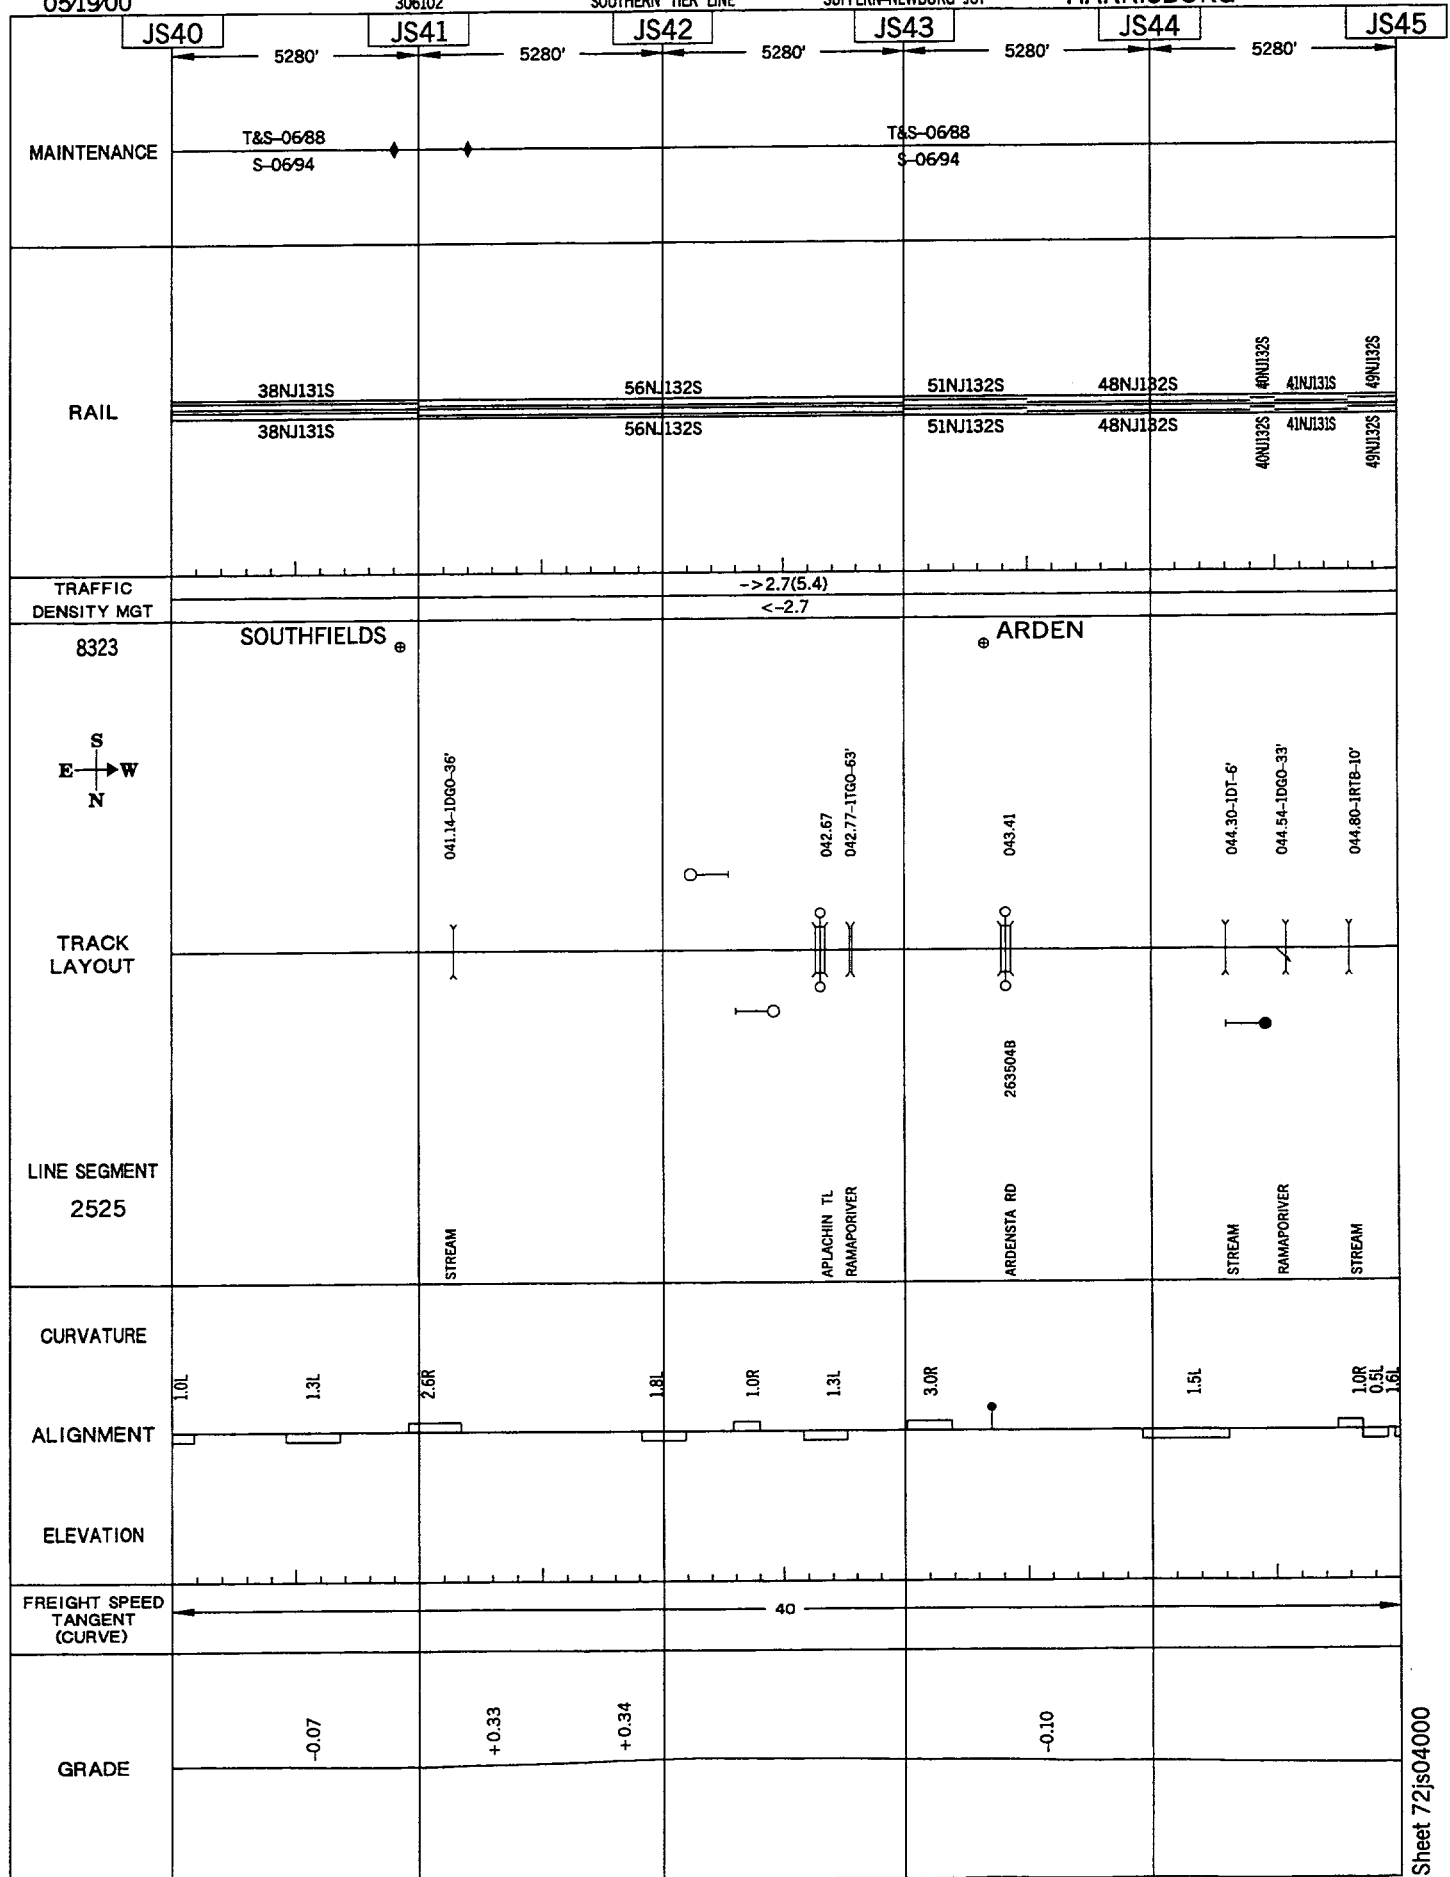 05/19/00 306102 SOUTHERN TIER LINE SUFFERN-NEWBURG JCT HARRISBURG
JS40 JS41 JS42 JS43 JS44 JS45
5280' 5280' 5280' 5280' 5280'
MAINTENANCE
T&S-06/88 T&S-06/88
S-06/94 S-06/94
RAIL
38NJ131S 56NJ132S 51NJ132S 48NJ132S 40NJ132S 41NJ131S 49NJ132S
38NJ131S 56NJ132S 51NJ132S 48NJ132S 40NJ132S 41NJ131S 49NJ132S
TRAFFIC
DENSITY MGT
->2.7(5.4)
<-2.7
8323
SOUTHFIELDS ARDEN
S
E W
N
041.14-1DGO-36' 042.67 042.77-1TGO-63' 043.41 044.30-1DT-6' 044.54-1DGO-33' 044.80-1RTB-10'
TRACK
LAYOUT
263504B
LINE SEGMENT
2525
STREAM APLACHIN TL RAMAPORIVER ARDENSTA RD STREAM RAMAPORIVER STREAM
CURVATURE
1.0L 1.3L 2.6R 1.8L 1.0R 1.3L 3.0R 1.5L 1.0R 0.5L 1.6L
ALIGNMENT
ELEVATION
FREIGHT SPEED
TANGENT
(CURVE)
40
GRADE
-0.07 +0.33 +0.34 -0.10
Sheet 72js04000